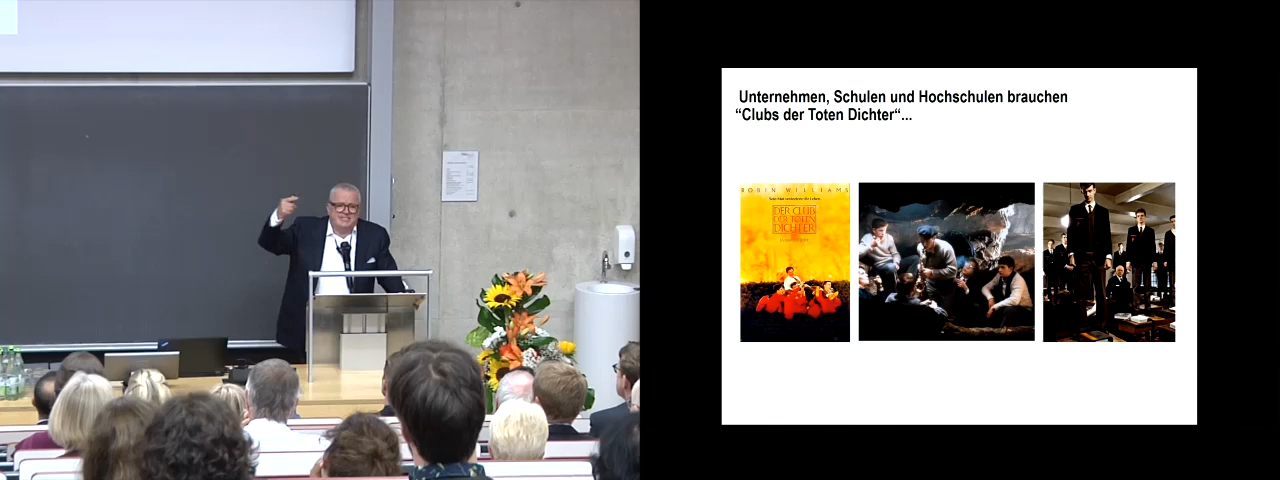 Unternehmen, Schulen und Hochschulen brauchen
“Clubs der Toten Dichter“...
ROBIN WILLIAMS
DER CLUB
DER TOTEN
DICHTER